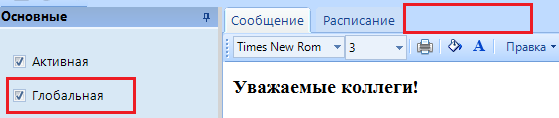 Основные
Активная
Глобальная
Сообщение Расписание
Times New Rom 3 A Правка
Уважаемые коллеги!